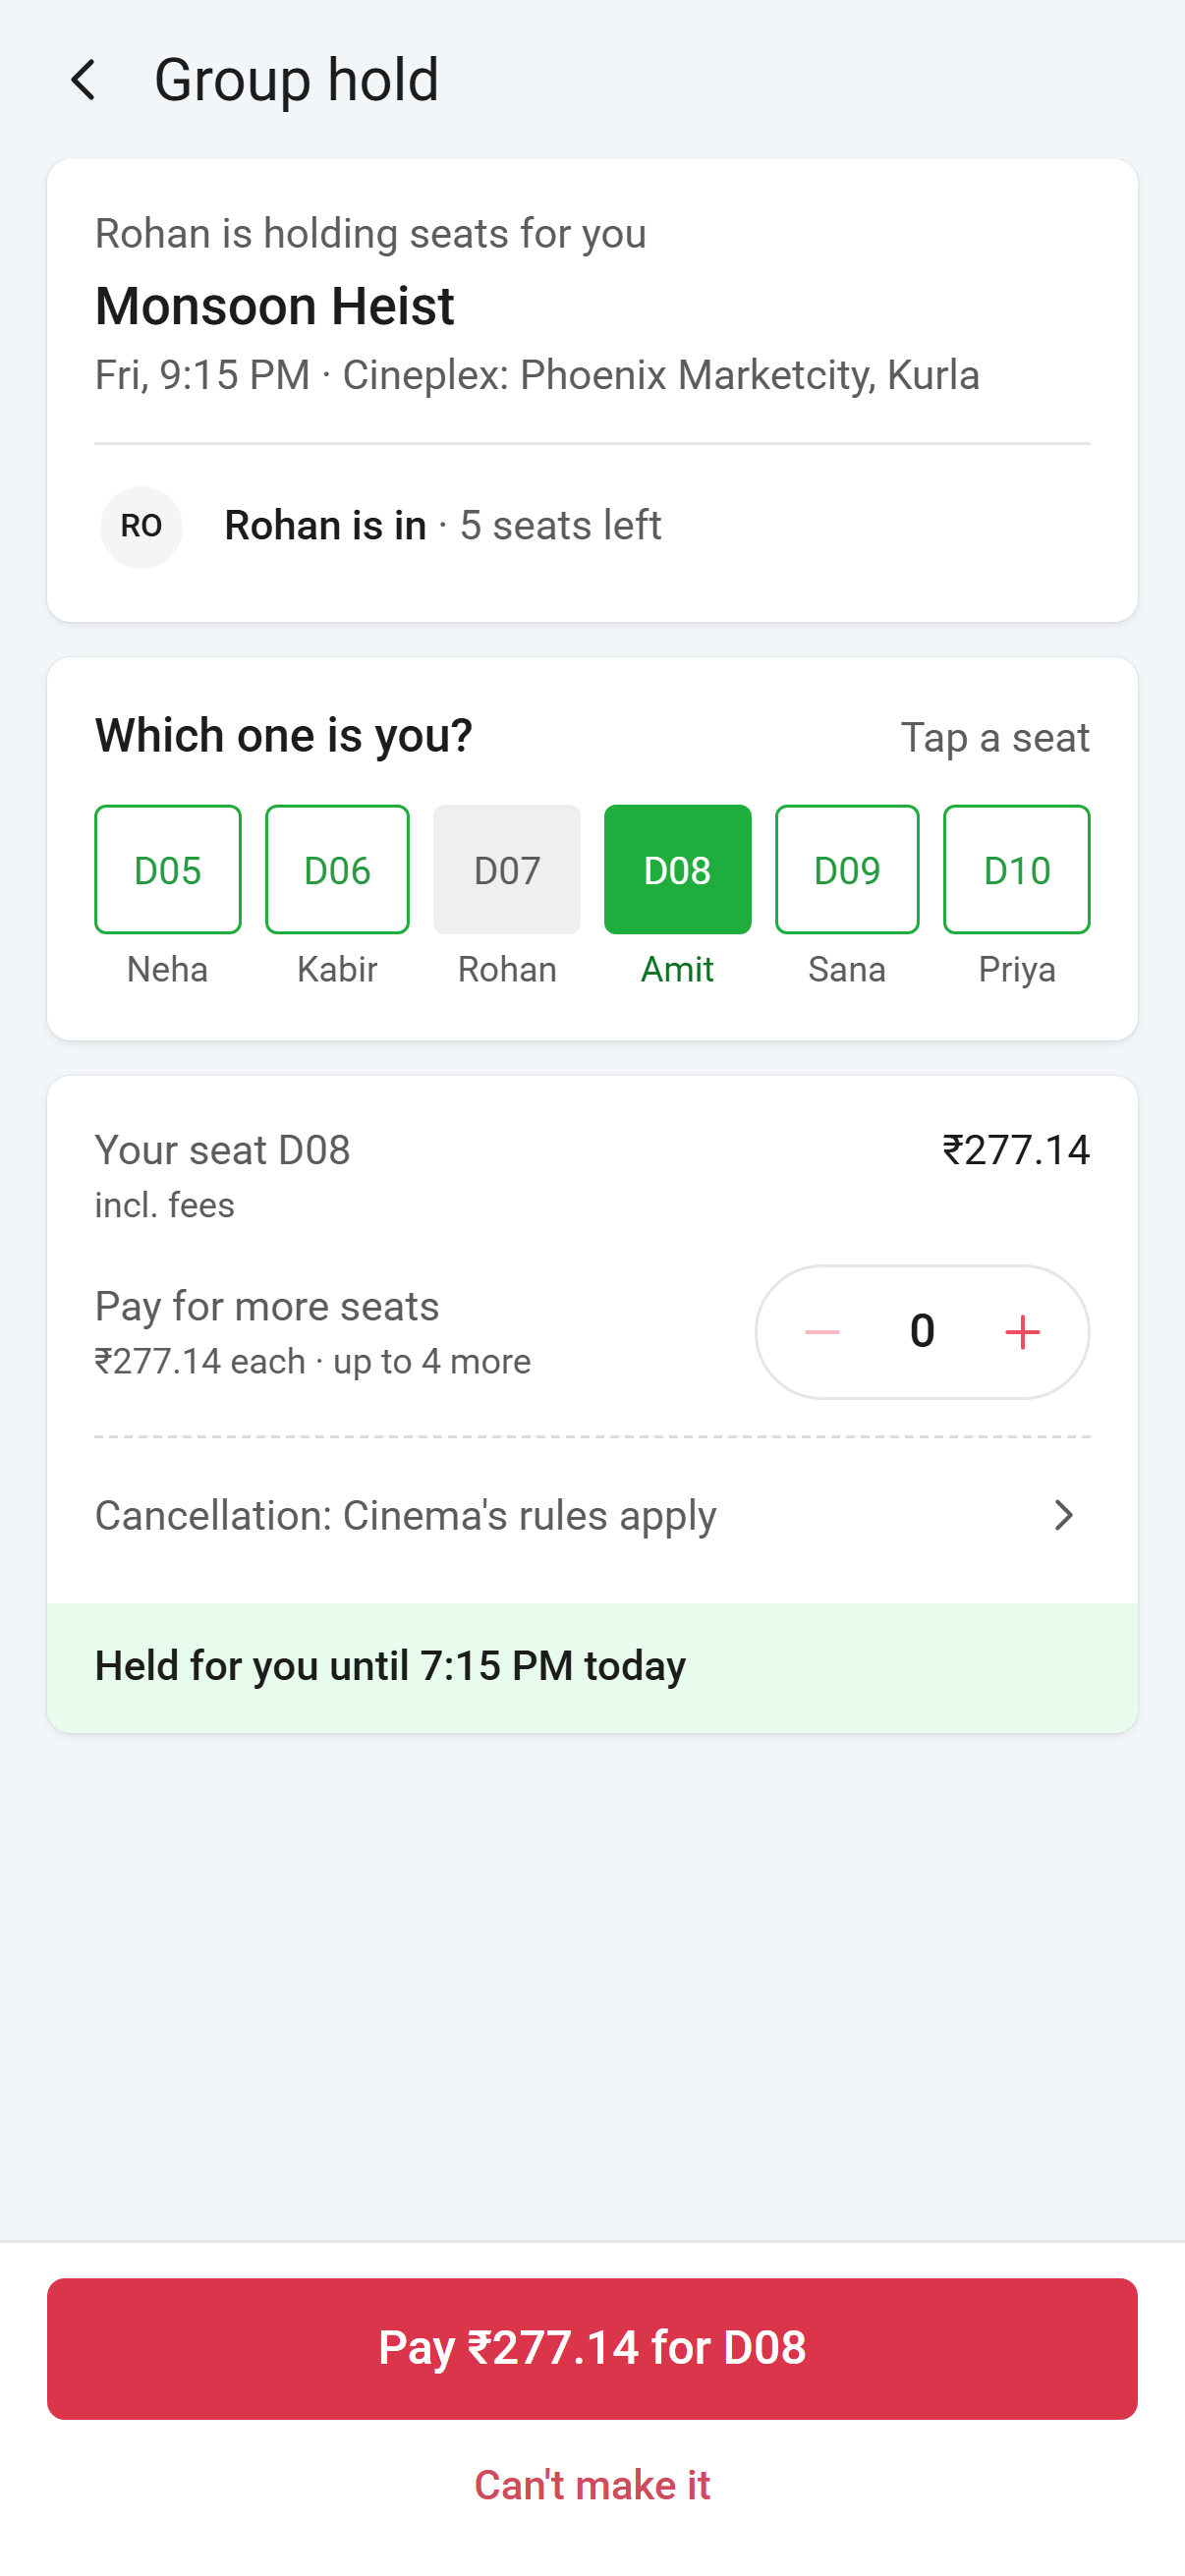 Group hold
Rohan is holding seats for you
Monsoon Heist
Fri, 9:15 PM · Cineplex: Phoenix Marketcity, Kurla
RO
Rohan is in · 5 seats left
Which one is you?
Tap a seat
D05 D06 D07 D08 D09 D10
Neha Kabir Rohan Amit Sana Priya
Your seat D08
₹277.14
incl. fees
Pay for more seats
₹277.14 each · up to 4 more
0
Cancellation: Cinema's rules apply
Held for you until 7:15 PM today
Pay ₹277.14 for D08
Can't make it